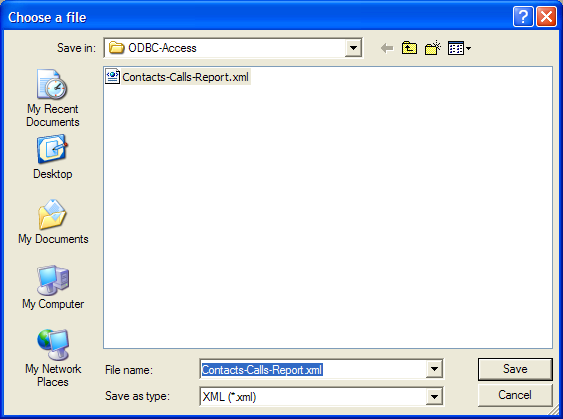 Choose a file
Save in: ODBC-Access
Contacts-Calls-Report.xml
My Recent
Documents
Desktop
My Documents
My Computer
My Network
Places
File name: Contacts-Calls-Report.xml Save
Save as type: XML (*.xml) Cancel